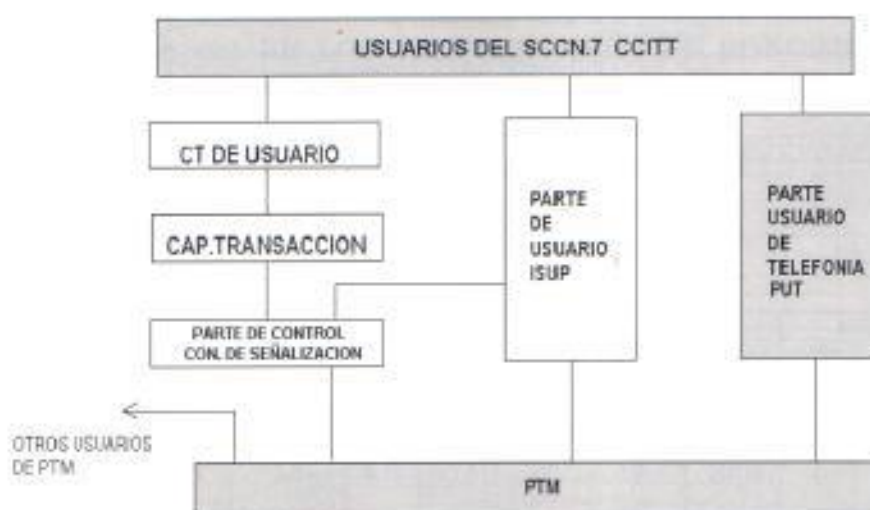 USUARIOS DEL SCCN.7 CCITT
CT DE USUARIO
CAP.TRANSACCION
PARTE DE CONTROL
CON. DE SEÑALIZACION
PARTE
DE
USUARIO
ISUP
PARTE
USUARIO
DE
TELEFONIA
PUT
OTROS USUARIOS
DE PTM
PTM